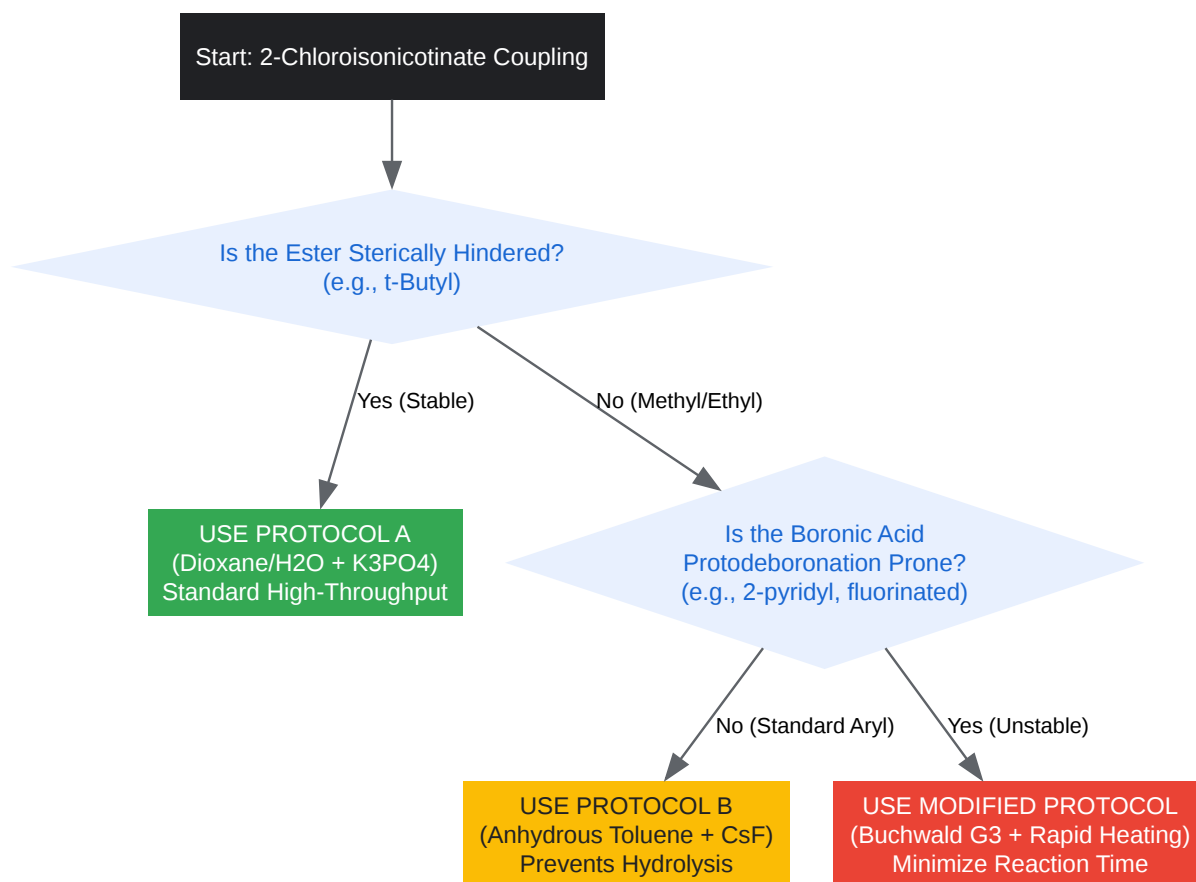 Start: 2-Chloroisonicotinate Coupling
Is the Ester Sterically Hindered?
(e.g., t-Butyl)
Yes (Stable)
No (Methyl/Ethyl)
USE PROTOCOL A
(Dioxane/H2O + K3PO4)
Standard High-Throughput
Is the Boronic Acid
Protodeboronation Prone?
(e.g., 2-pyridyl, fluorinated)
No (Standard Aryl)
Yes (Unstable)
USE PROTOCOL B
(Anhydrous Toluene + CsF)
Prevents Hydrolysis
USE MODIFIED PROTOCOL
(Buchwald G3 + Rapid Heating)
Minimize Reaction Time